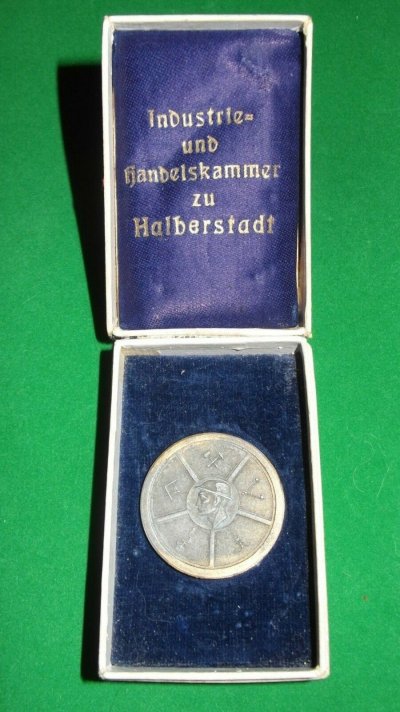 Industrie=
und
Handelskammer
zu
Halberstadt